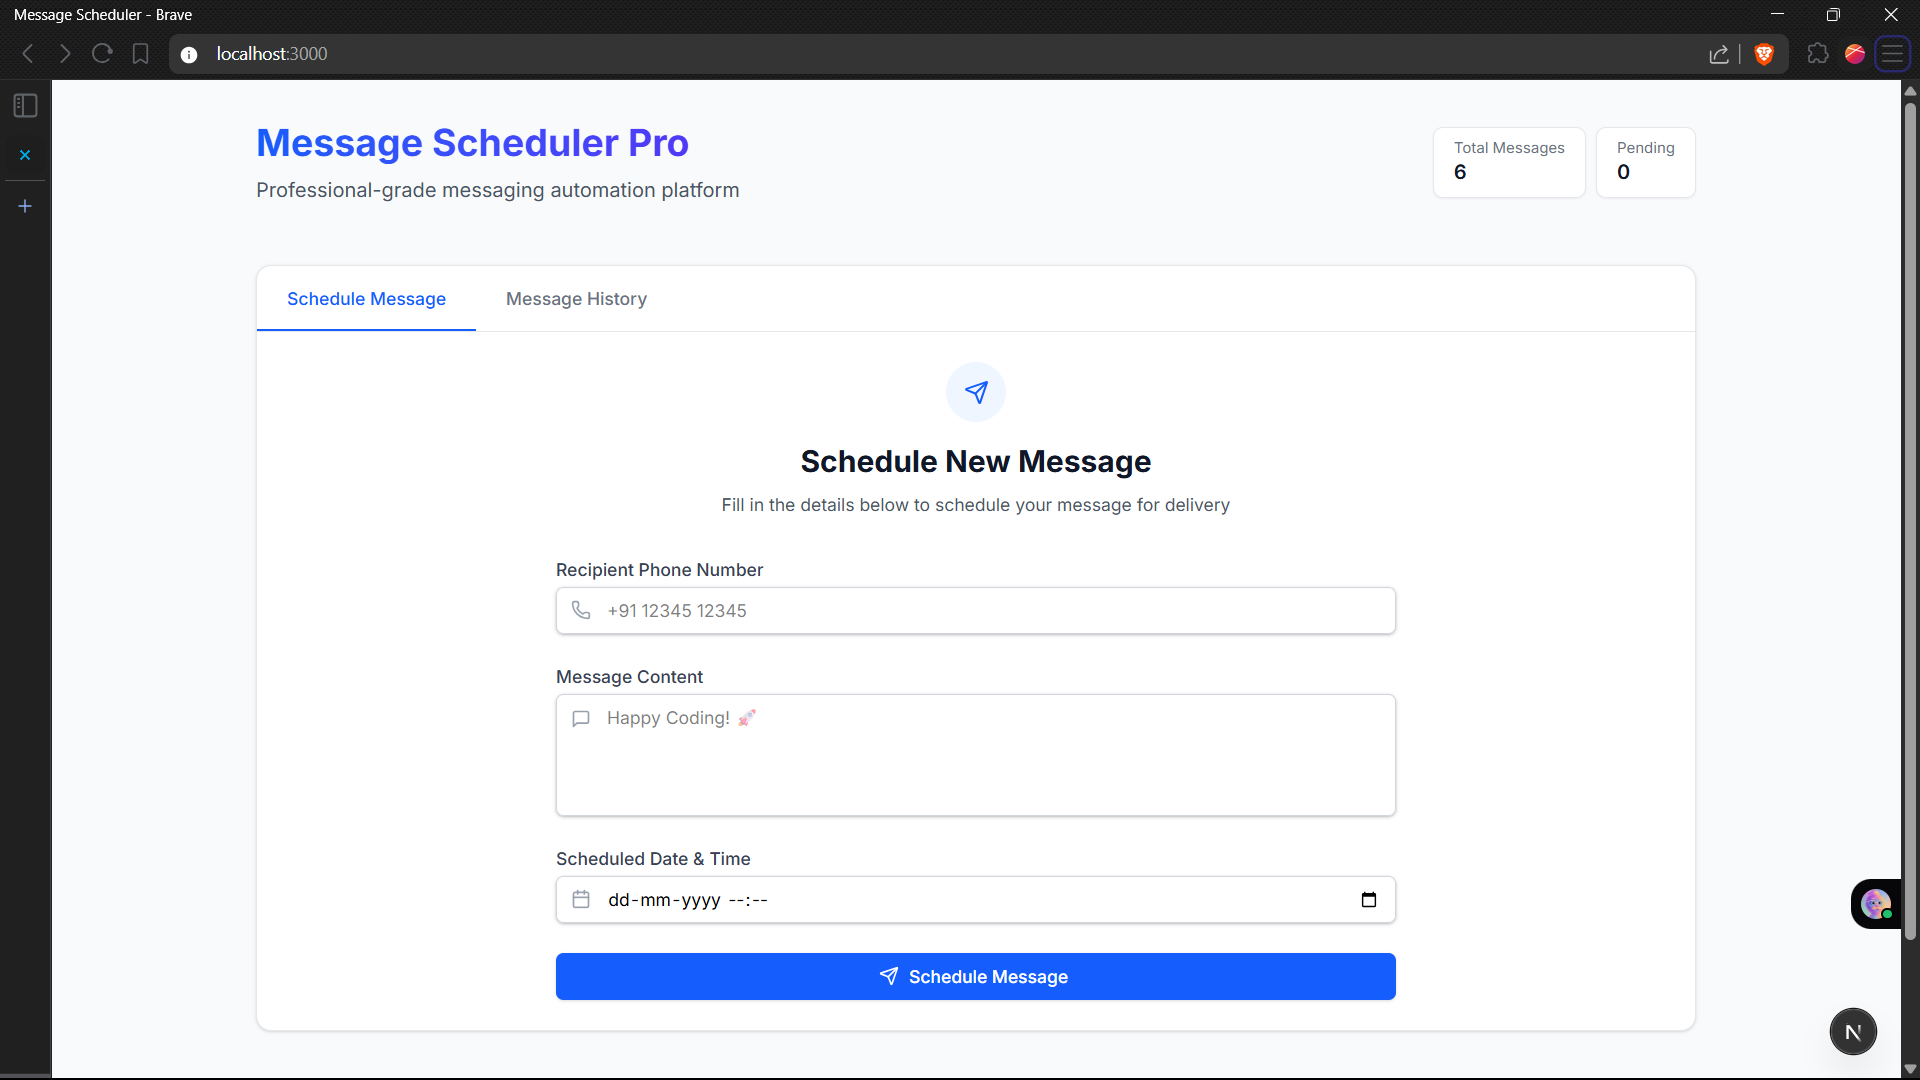 Message Scheduler - Brave
localhost:3000
Message Scheduler Pro
Professional-grade messaging automation platform
Total Messages
6
Pending
0
Schedule Message
Message History
Schedule New Message
Fill in the details below to schedule your message for delivery
Recipient Phone Number
+91 12345 12345
Message Content
Happy Coding! 🚀
Scheduled Date & Time
dd-mm-yyyy --:--
Schedule Message
N